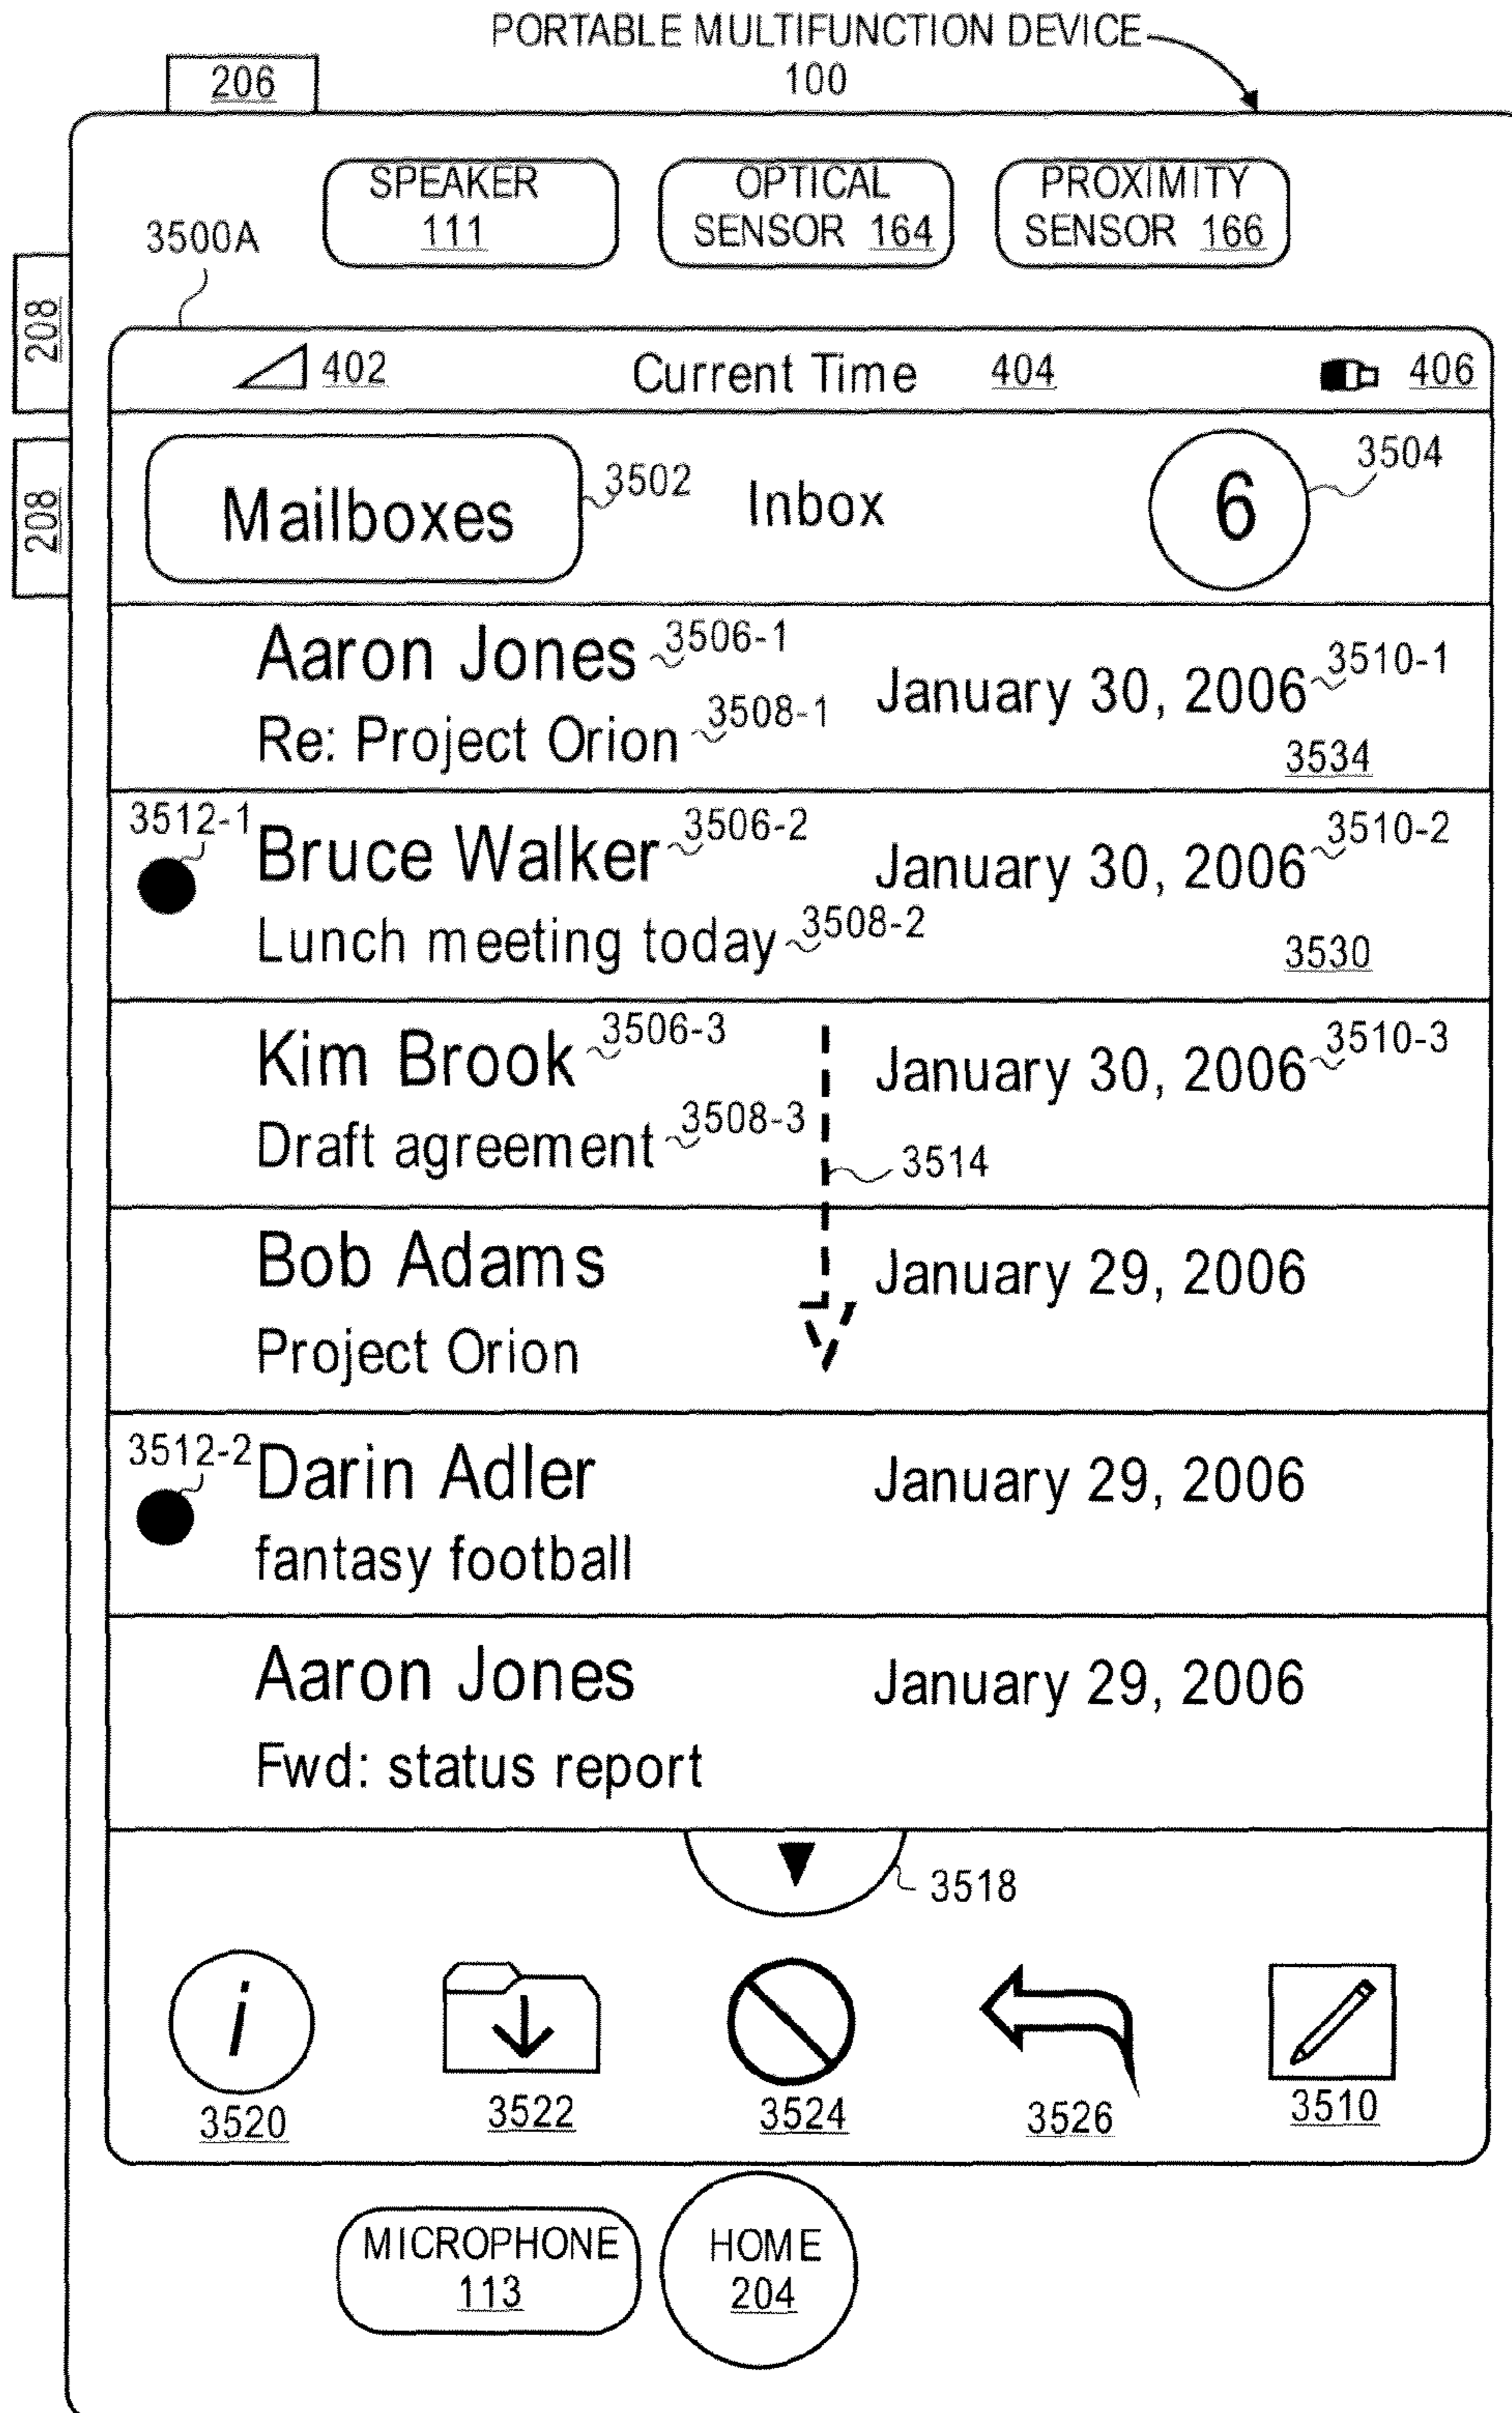 PORTABLE MULTIFUNCTION DEVICE
100
206
SPEAKER
111
OPTICAL
SENSOR 164
PROXIMITY
SENSOR 166
3500A
208
208
402 Current Time 404 406
Mailboxes 3502 Inbox 6 3504
Aaron Jones 3506-1
January 30, 2006 3510-1
Re: Project Orion 3508-1
3534
3512-1
Bruce Walker 3506-2
January 30, 2006 3510-2
Lunch meeting today 3508-2
3530
Kim Brook 3506-3
January 30, 2006 3510-3
Draft agreement 3508-3
3514
Bob Adams January 29, 2006
Project Orion
3512-2
Darin Adler January 29, 2006
fantasy football
Aaron Jones January 29, 2006
Fwd: status report
3518
i
3520 3522 3524 3526 3510
MICROPHONE
113
HOME
204